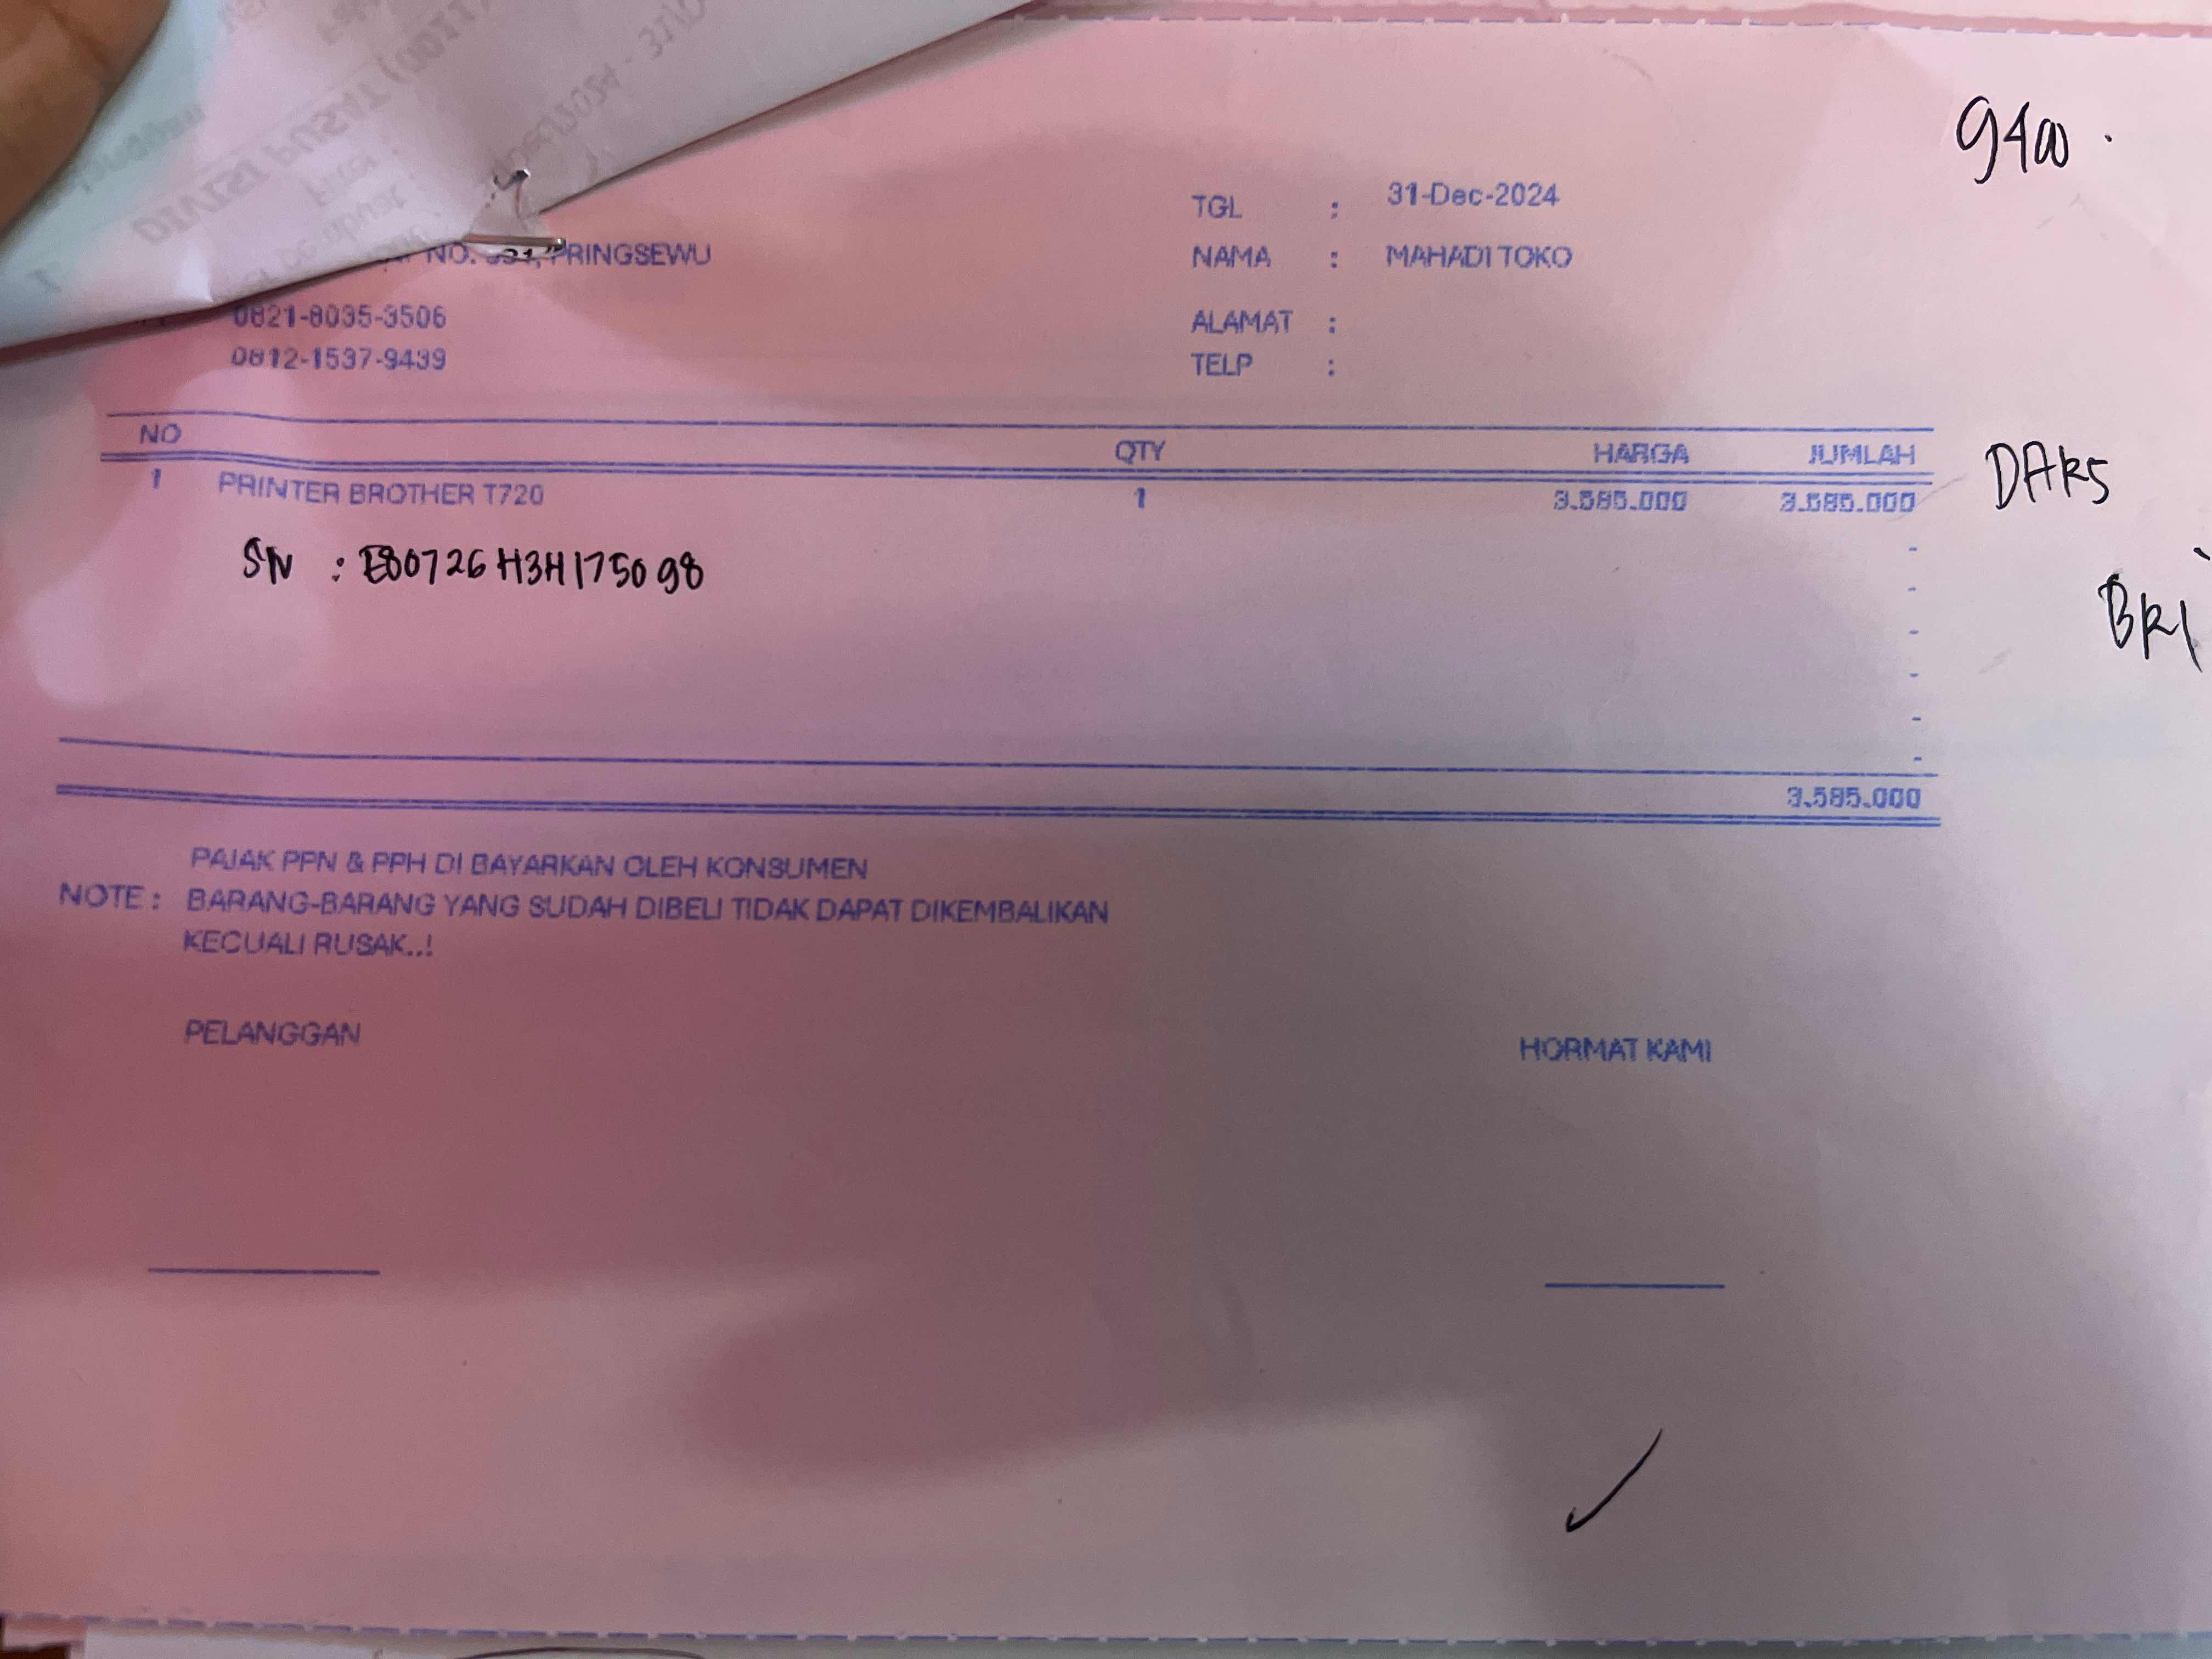 9400.
TGL : 31-Dec-2024
NO. 331, PRINGSEWU
NAMA : MAHADI TOKO
0821-8035-3506
ALAMAT :
0812-1537-9439
TELP :
NO QTY HARGA JUMLAH
1 PRINTER BROTHER T720 1 3.585.000 3.585.000
DAKS
SN : E80726H3H175098
BRI
-
-
-
-
-
-
3.585.000
PAJAK PPN & PPH DI BAYARKAN OLEH KONSUMEN
NOTE : BARANG-BARANG YANG SUDAH DIBELI TIDAK DAPAT DIKEMBALIKAN
KECUALI RUSAK..!
PELANGGAN
HORMAT KAMI